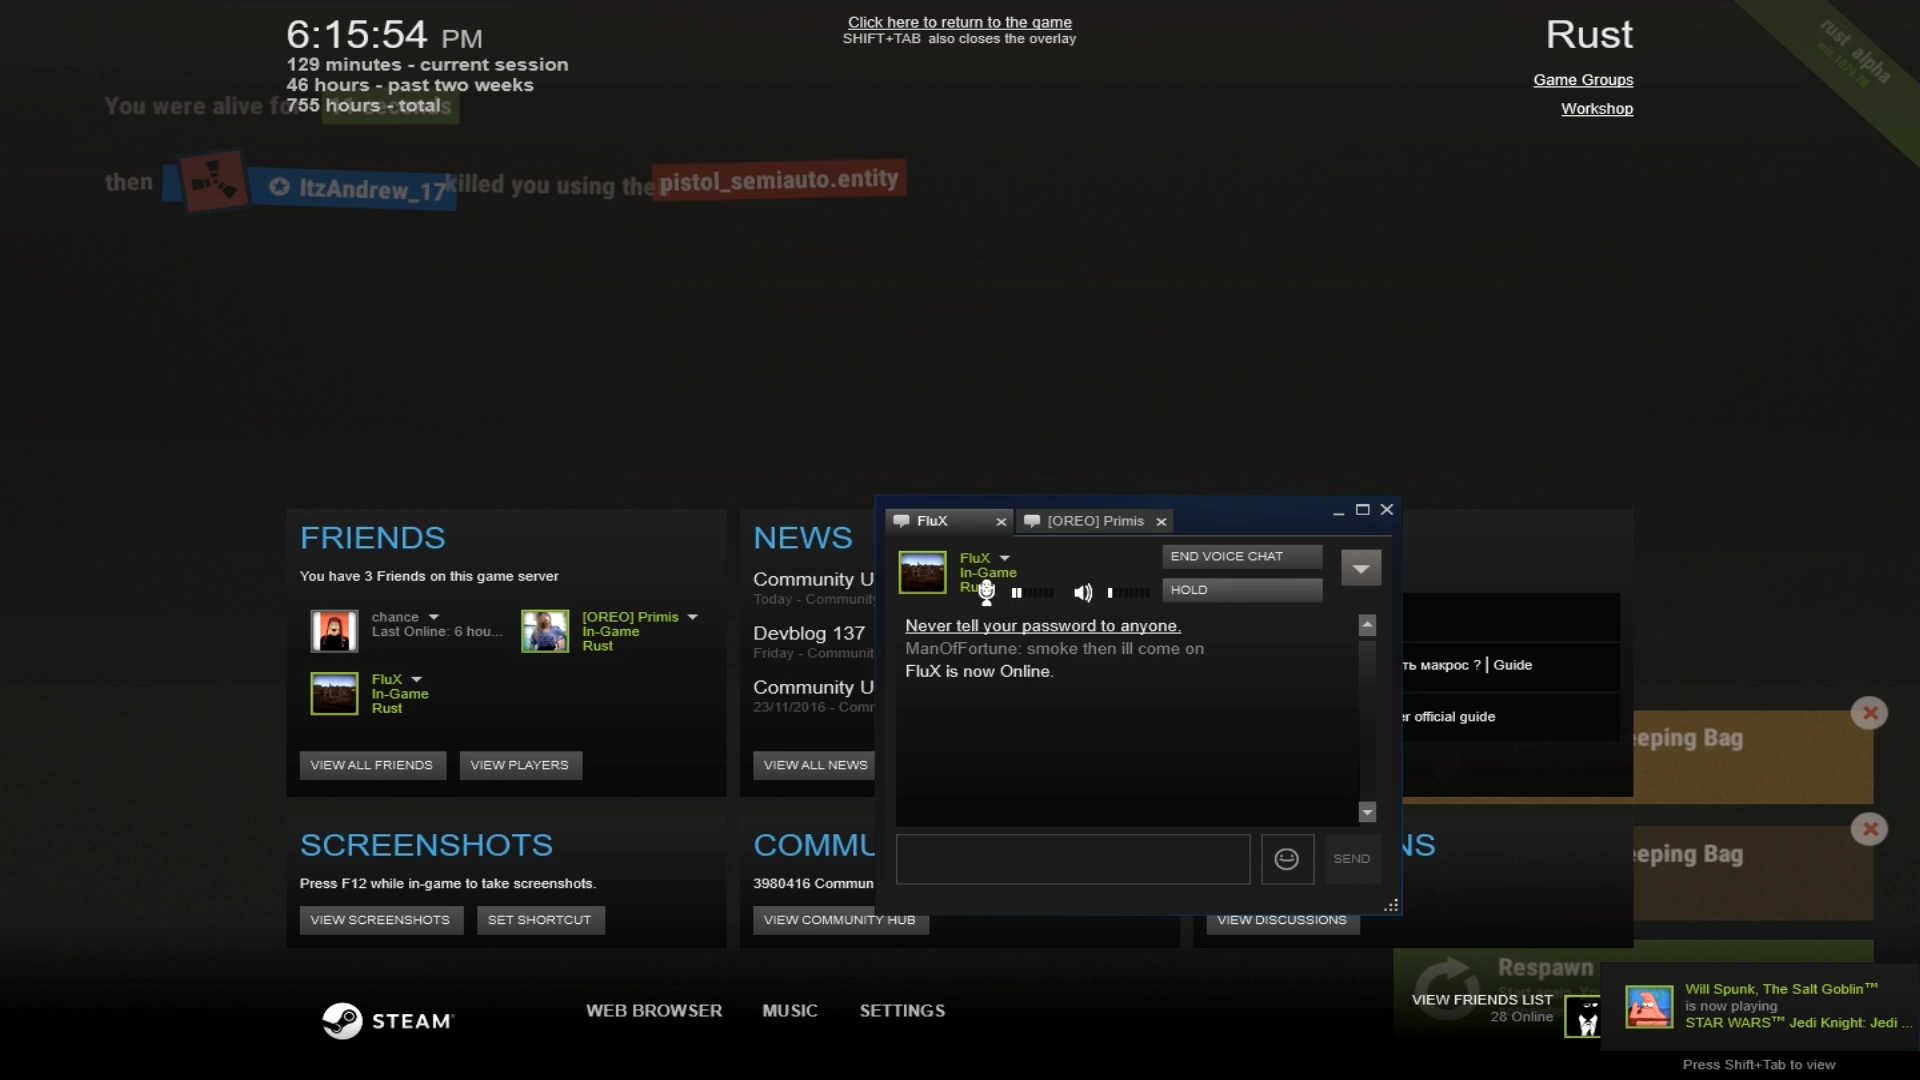 6:15:54 PM
129 minutes - current session
46 hours - past two weeks
755 hours - total
Click here to return to the game
SHIFT+TAB also closes the overlay
Rust
Game Groups
Workshop
rust alpha
You were alive for seconds
then ItzAndrew_17 killed you using the pistol_semiauto.entity
FRIENDS
You have 3 Friends on this game server
chance
Last Online: 6 hou...
[OREO] Primis
In-Game
Rust
FluX
In-Game
Rust
VIEW ALL FRIENDS
VIEW PLAYERS
NEWS
Community U
Today - Community
Devblog 137
Friday - Communit
Community U
23/11/2016 - Com
VIEW ALL NEWS
FluX
[OREO] Primis
FluX
In-Game
Ru
END VOICE CHAT
HOLD
Never tell your password to anyone.
ManOfFortune: smoke then ill come on
FluX is now Online.
SEND
ть макрос ? | Guide
er official guide
eeping Bag
eeping Bag
SCREENSHOTS
Press F12 while in-game to take screenshots.
VIEW SCREENSHOTS
SET SHORTCUT
COMMU
3980416 Commun
VIEW COMMUNITY HUB
NS
VIEW DISCUSSIONS
Respawn
VIEW FRIENDS LIST
28 Online
Will Spunk, The Salt Goblin™
is now playing
STAR WARS™ Jedi Knight: Jedi ...
Press Shift+Tab to view
STEAM
WEB BROWSER
MUSIC
SETTINGS